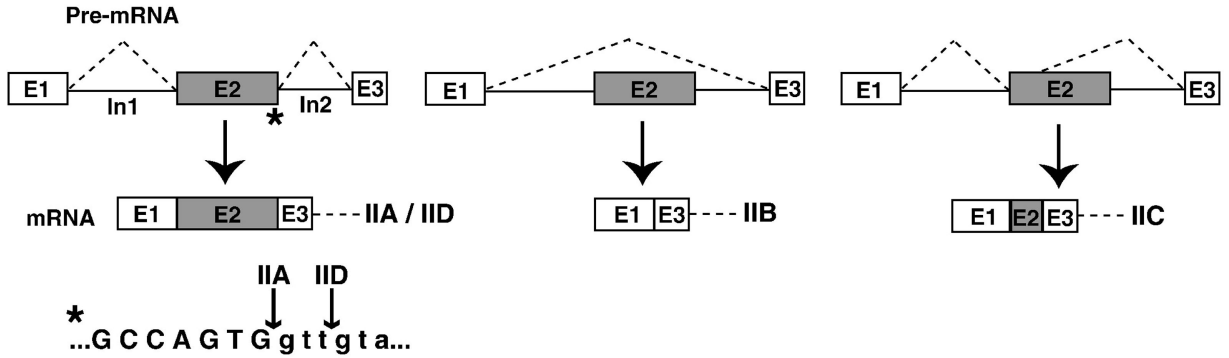 Pre-mRNA
E1 E2 E3 E1 E2 E3 E1 E2 E3
In1 * In2
mRNA E1 E2 E3 IIA / IID E1 E3 IIB E1 E2 E3 IIC
IIA IID
* ...G C C A G T G g t t g t a...